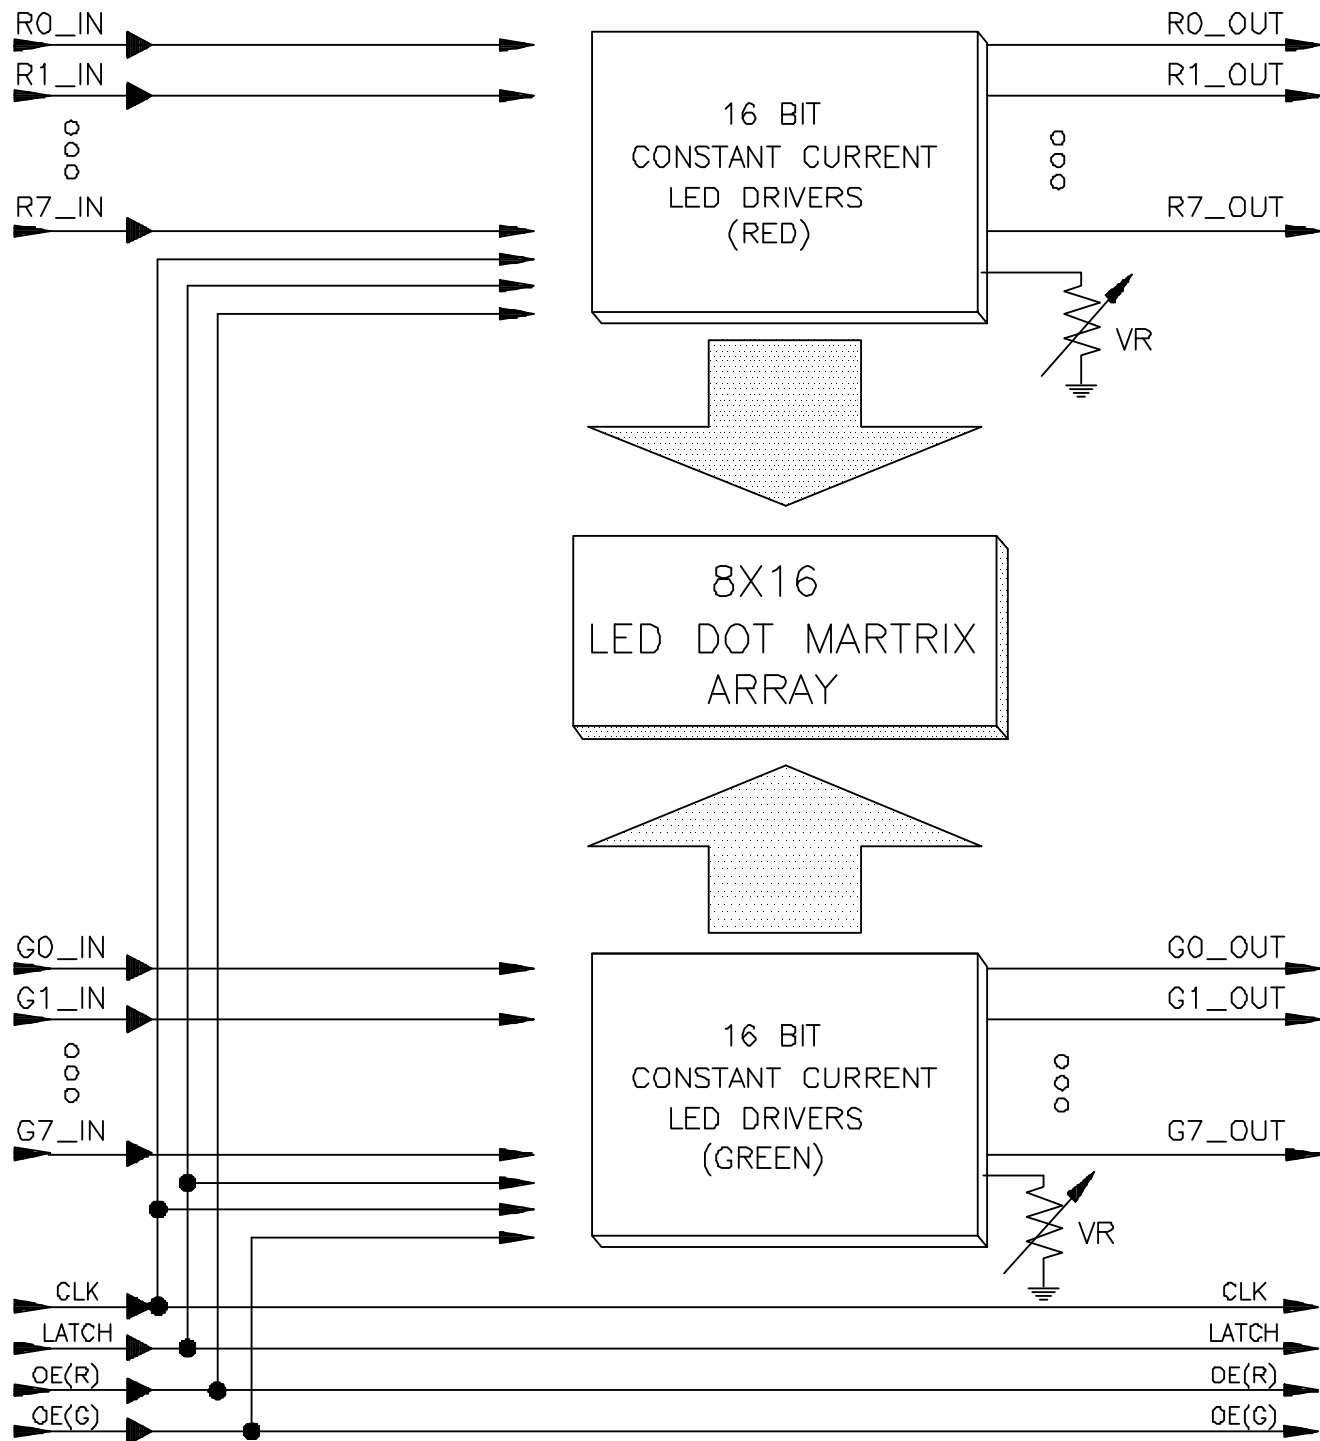 R0_IN
R0_OUT
R1_IN
R1_OUT
16 BIT
CONSTANT CURRENT
LED DRIVERS
(RED)
R7_IN
R7_OUT
VR
8X16
LED DOT MARTRIX
ARRAY
G0_IN
G0_OUT
G1_IN
G1_OUT
16 BIT
CONSTANT CURRENT
LED DRIVERS
(GREEN)
G7_IN
G7_OUT
VR
CLK
CLK
LATCH
LATCH
OE(R)
OE(R)
OE(G)
OE(G)